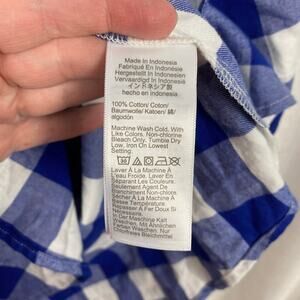 Made In Indonesia
Fabriqué En Indonésie
Hergestellt In Indonesien
Vervaardigd In Indonesië
インドネシア製
hecho en indonesia
100% Cotton/ Coton/
Baumwolle/ Katoen/ 綿/
algodón
Machine Wash Cold, With
Like Colors, Non-chlorine
Bleach Only. Tumble Dry
Low, Iron On Lowest
Setting.
Laver À La Machine À
L'eau Froide. Laver En
Séparant Les Couleurs.
Seulement Agent De
Blanchiment Non-chlore.
Sécher À La Machine À
Basse Température.
Repasser À Fer Doux Si
Nécessaire
In Der Maschine Kalt
Waschen, Mit Ähnlichen
Farben Waschen. Nur
Chlorfreies Bleichmittel